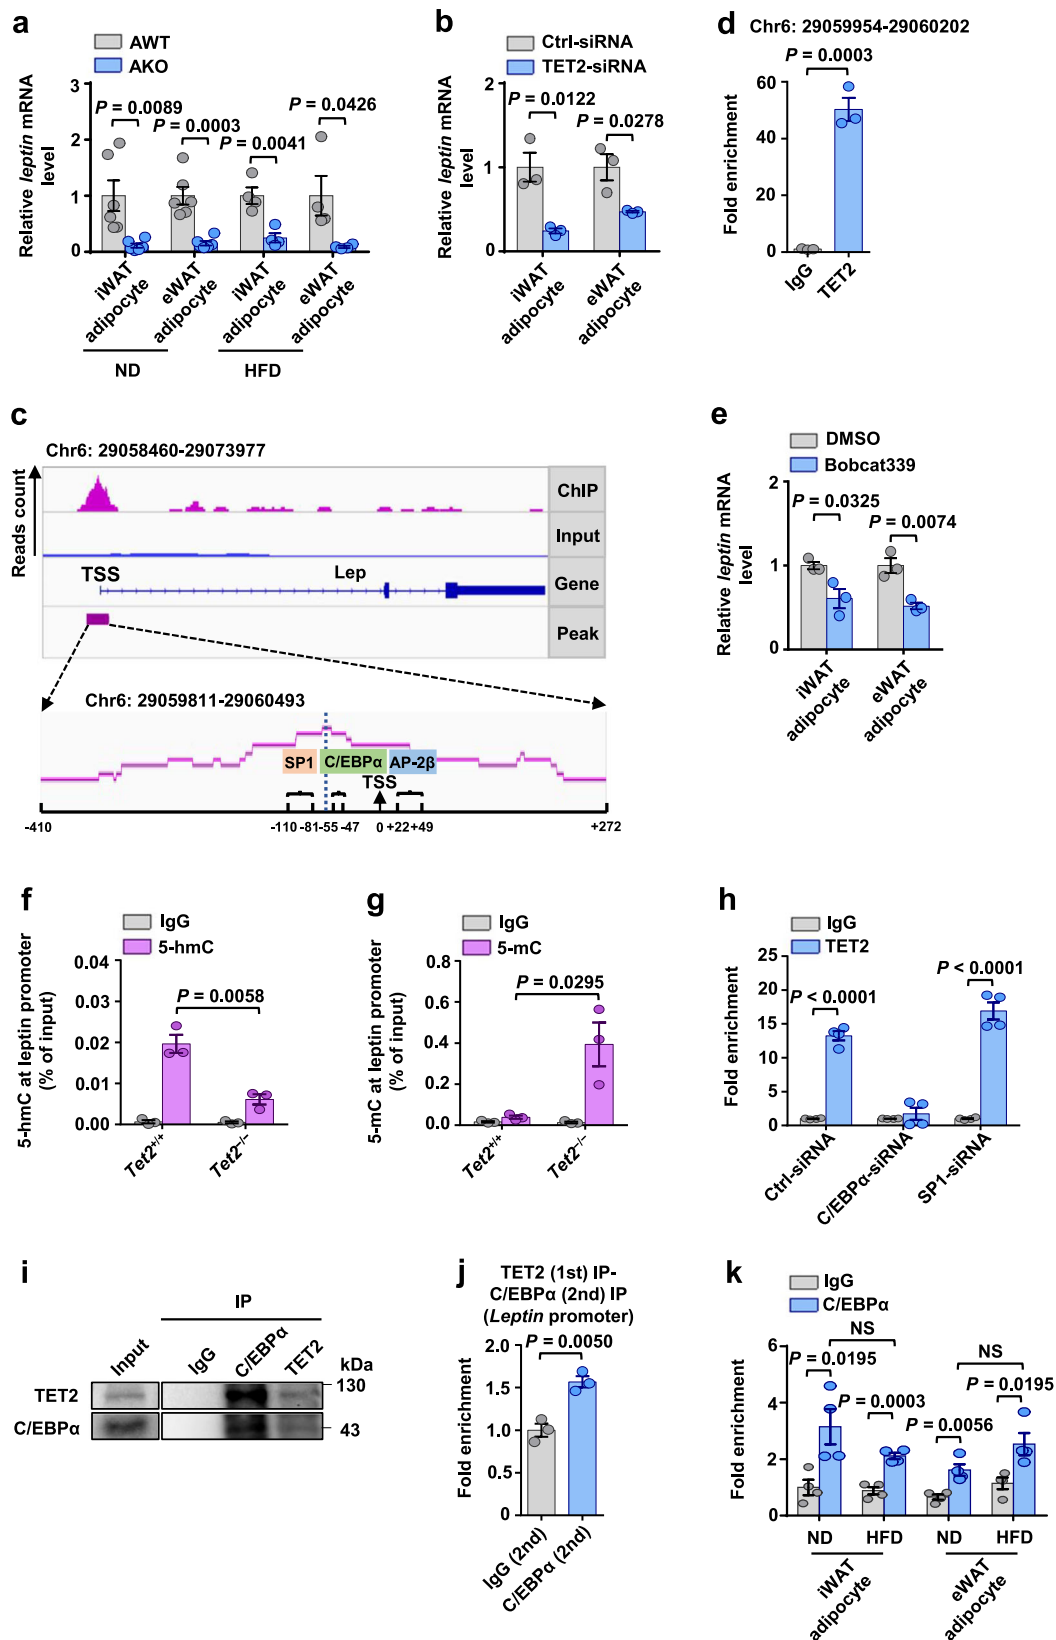 a
AWT
AKO
Relative leptin mRNA
level
3
2
1
0
P = 0.0089
P = 0.0003
P = 0.0041
P = 0.0426
iWAT
adipocyte
eWAT
adipocyte
iWAT
adipocyte
eWAT
adipocyte
ND
HFD
b
Ctrl-siRNA
TET2-siRNA
Relative leptin mRNA
level
2
1
0
P = 0.0122
P = 0.0278
iWAT
adipocyte
eWAT
adipocyte
d
Chr6: 29059954-29060202
P = 0.0003
Fold enrichment
60
40
20
0
IgG
TET2
c
Chr6: 29058460-29073977
Reads count
ChIP
Input
Gene
Peak
TSS
Lep
Chr6: 29059811-29060493
SP1
C/EBPα
AP-2β
TSS
-410
-110
-81
-55
-47
0
+22
+49
+272
e
DMSO
Bobcat339
Relative leptin mRNA
level
2
1
0
P = 0.0325
P = 0.0074
iWAT
adipocyte
eWAT
adipocyte
f
IgG
5-hmC
5-hmC at leptin promoter
(% of input)
0.04
0.03
0.02
0.01
0.00
P = 0.0058
Tet2+/+
Tet2−/−
g
IgG
5-mC
5-mC at leptin promoter
(% of input)
0.8
0.6
0.4
0.2
0.0
P = 0.0295
Tet2+/+
Tet2−/−
h
IgG
TET2
Fold enrichment
25
20
15
10
5
0
P < 0.0001
P < 0.0001
Ctrl-siRNA
C/EBPα-siRNA
SP1-siRNA
i
IP
Input
IgG
C/EBPα
TET2
kDa
TET2
130
C/EBPα
43
j
TET2 (1st) IP-
C/EBPα (2nd) IP
(Leptin promoter)
P = 0.0050
Fold enrichment
2.0
1.5
1.0
0.5
0.0
IgG (2nd)
C/EBPα (2nd)
k
IgG
C/EBPα
Fold enrichment
6
4
2
0
NS
P = 0.0195
P = 0.0003
NS
P = 0.0056
P = 0.0195
ND
HFD
ND
HFD
iWAT
adipocyte
eWAT
adipocyte